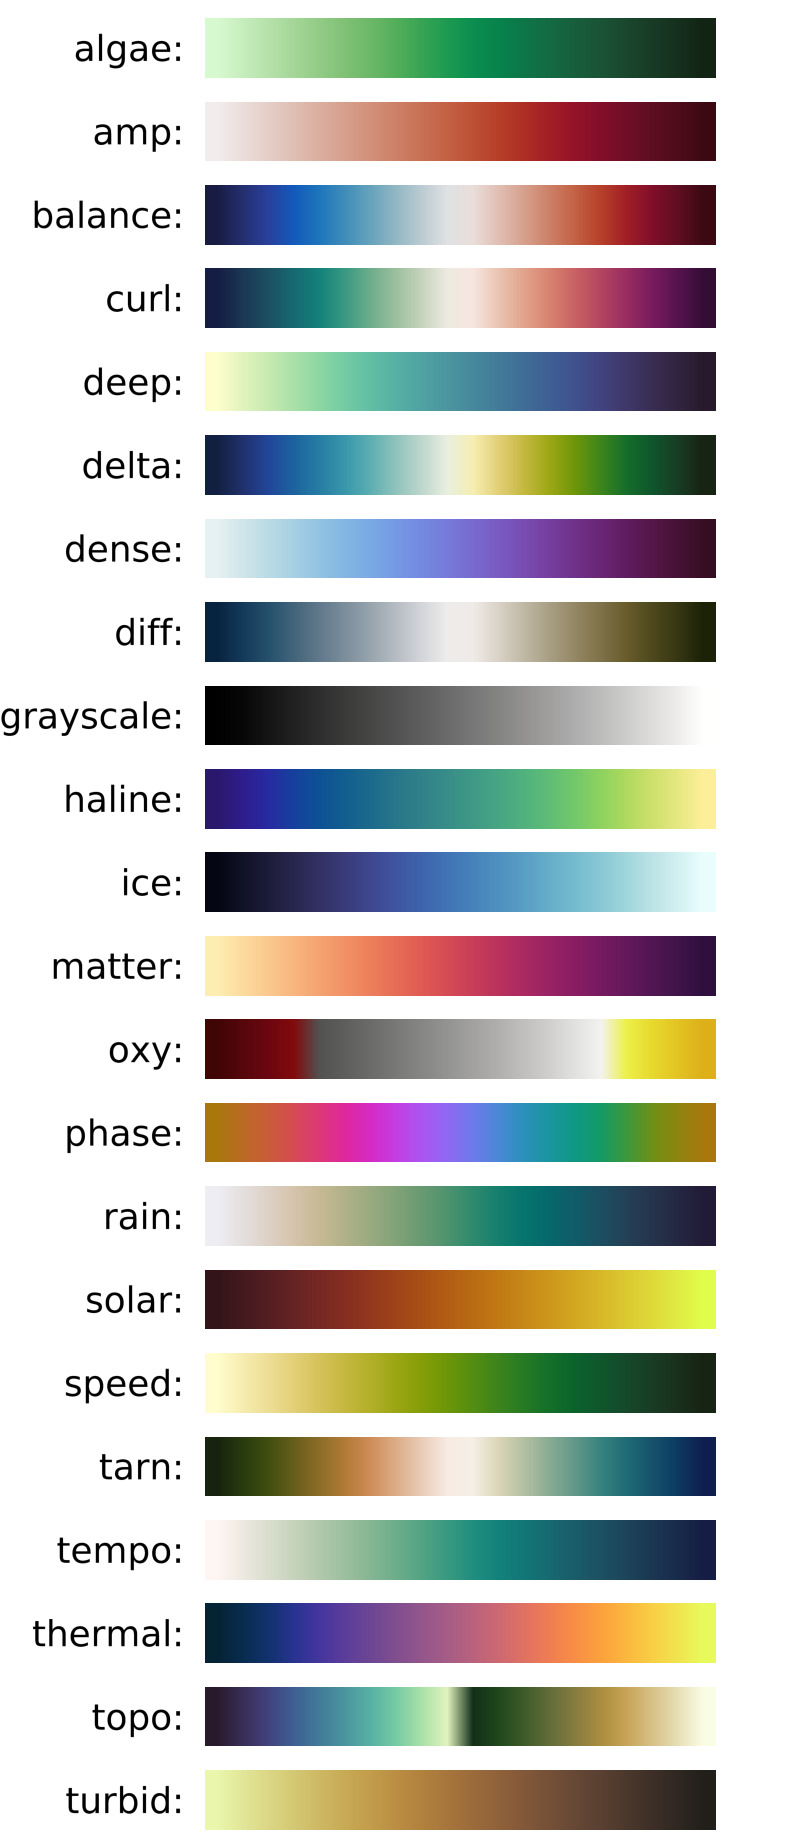 algae:
amp:
balance:
curl:
deep:
delta:
dense:
diff:
grayscale:
haline:
ice:
matter:
oxy:
phase:
rain:
solar:
speed:
tarn:
tempo:
thermal:
topo:
turbid: